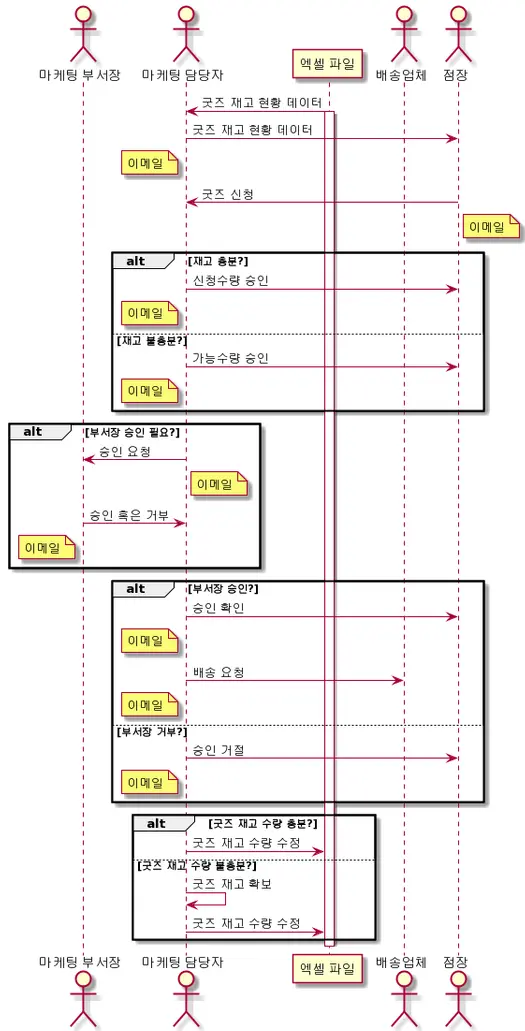 마케팅 부서장 마케팅 담당자 엑셀 파일 배송업체 점장
굿즈 재고 현황 데이터
굿즈 재고 현황 데이터
이메일
굿즈 신청
이메일
alt [재고 충분?]
신청수량 승인
이메일
[재고 불충분?]
가능수량 승인
이메일
alt [부서장 승인 필요?]
승인 요청
이메일
승인 혹은 거부
이메일
alt [부서장 승인?]
승인 확인
이메일
배송 요청
이메일
[부서장 거부?]
승인 거절
이메일
alt [굿즈 재고 수량 충분?]
굿즈 재고 수량 수정
[굿즈 재고 수량 불충분?]
굿즈 재고 확보
굿즈 재고 수량 수정
마케팅 부서장 마케팅 담당자 엑셀 파일 배송업체 점장